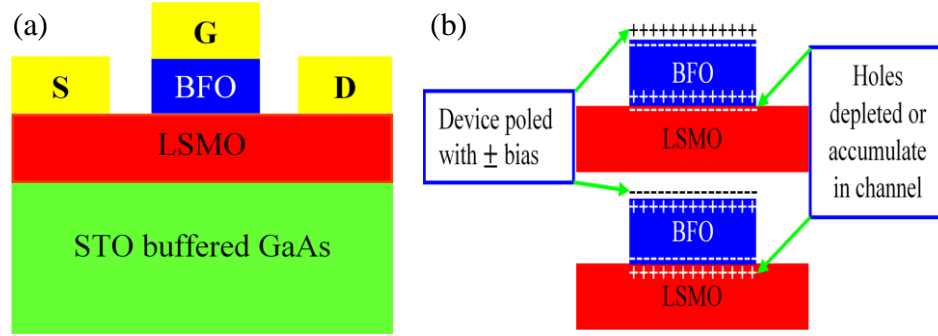 (a)
G
S
BFO
D
LSMO
STO buffered GaAs
(b)
+++++++++++++
-------------
BFO
+++++++++++++
-------------
LSMO
Device poled
with ± bias
Holes
depleted or
accumulate
in channel
-------------
+++++++++++++
BFO
-------------
+++++++++++++
LSMO